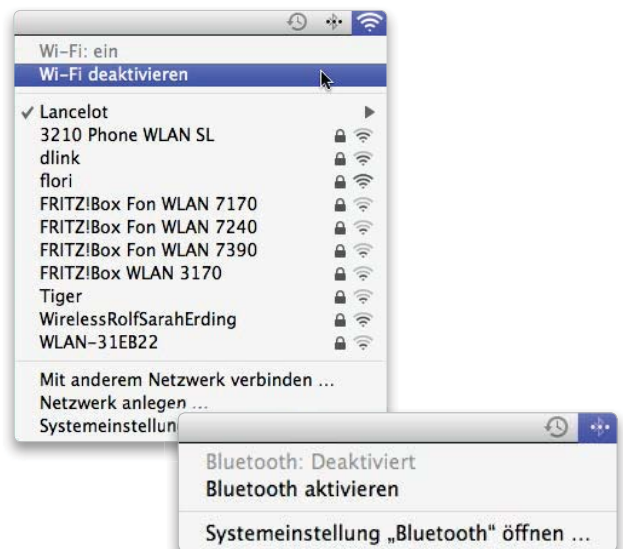 Wi-Fi: ein
Wi-Fi deaktivieren
Lancelot
3210 Phone WLAN SL
dlink
flori
FRITZ!Box Fon WLAN 7170
FRITZ!Box Fon WLAN 7240
FRITZ!Box Fon WLAN 7390
FRITZ!Box WLAN 3170
Tiger
WirelessRolfSarahErding
WLAN-31EB22
Mit anderem Netzwerk verbinden ...
Netzwerk anlegen ...
Systemeinstellun
Bluetooth: Deaktiviert
Bluetooth aktivieren
Systemeinstellung „Bluetooth“ öffnen ...